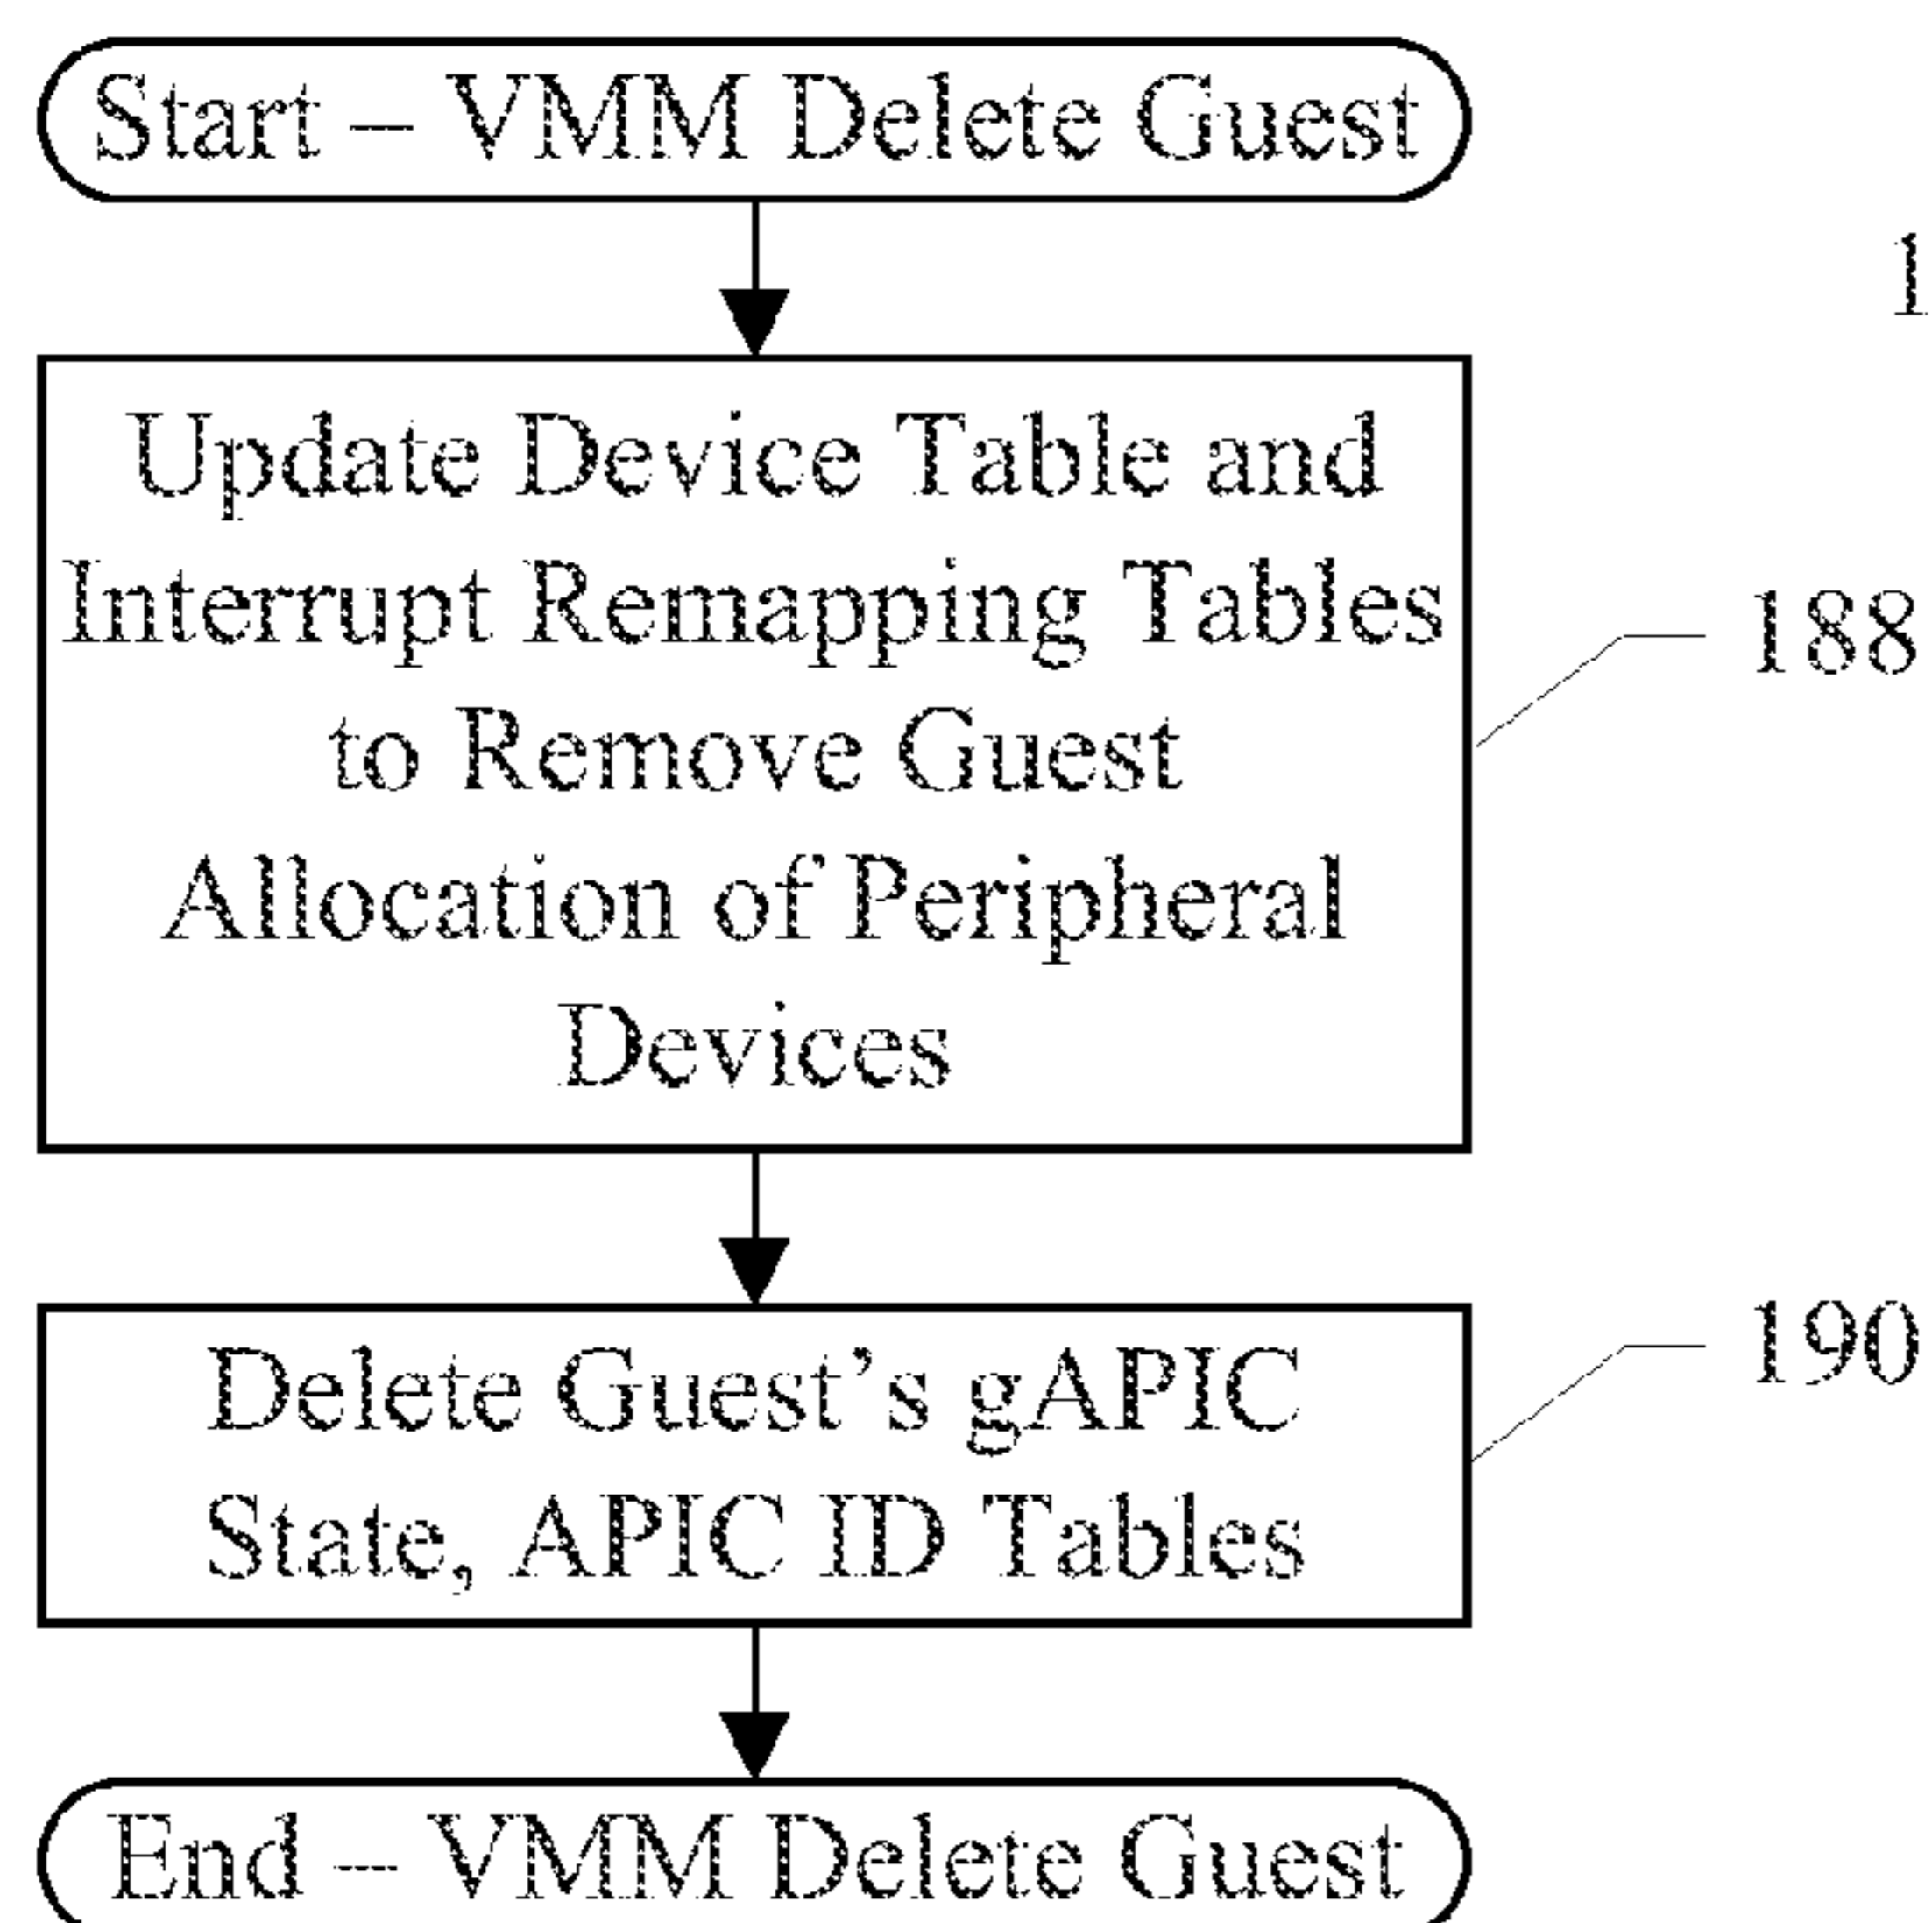 Start – VMM Delete Guest
1
Update Device Table and
Interrupt Remapping Tables
to Remove Guest
Allocation of Peripheral
Devices
188
Delete Guest’s gAPIC
State, APIC ID Tables
190
End – VMM Delete Guest